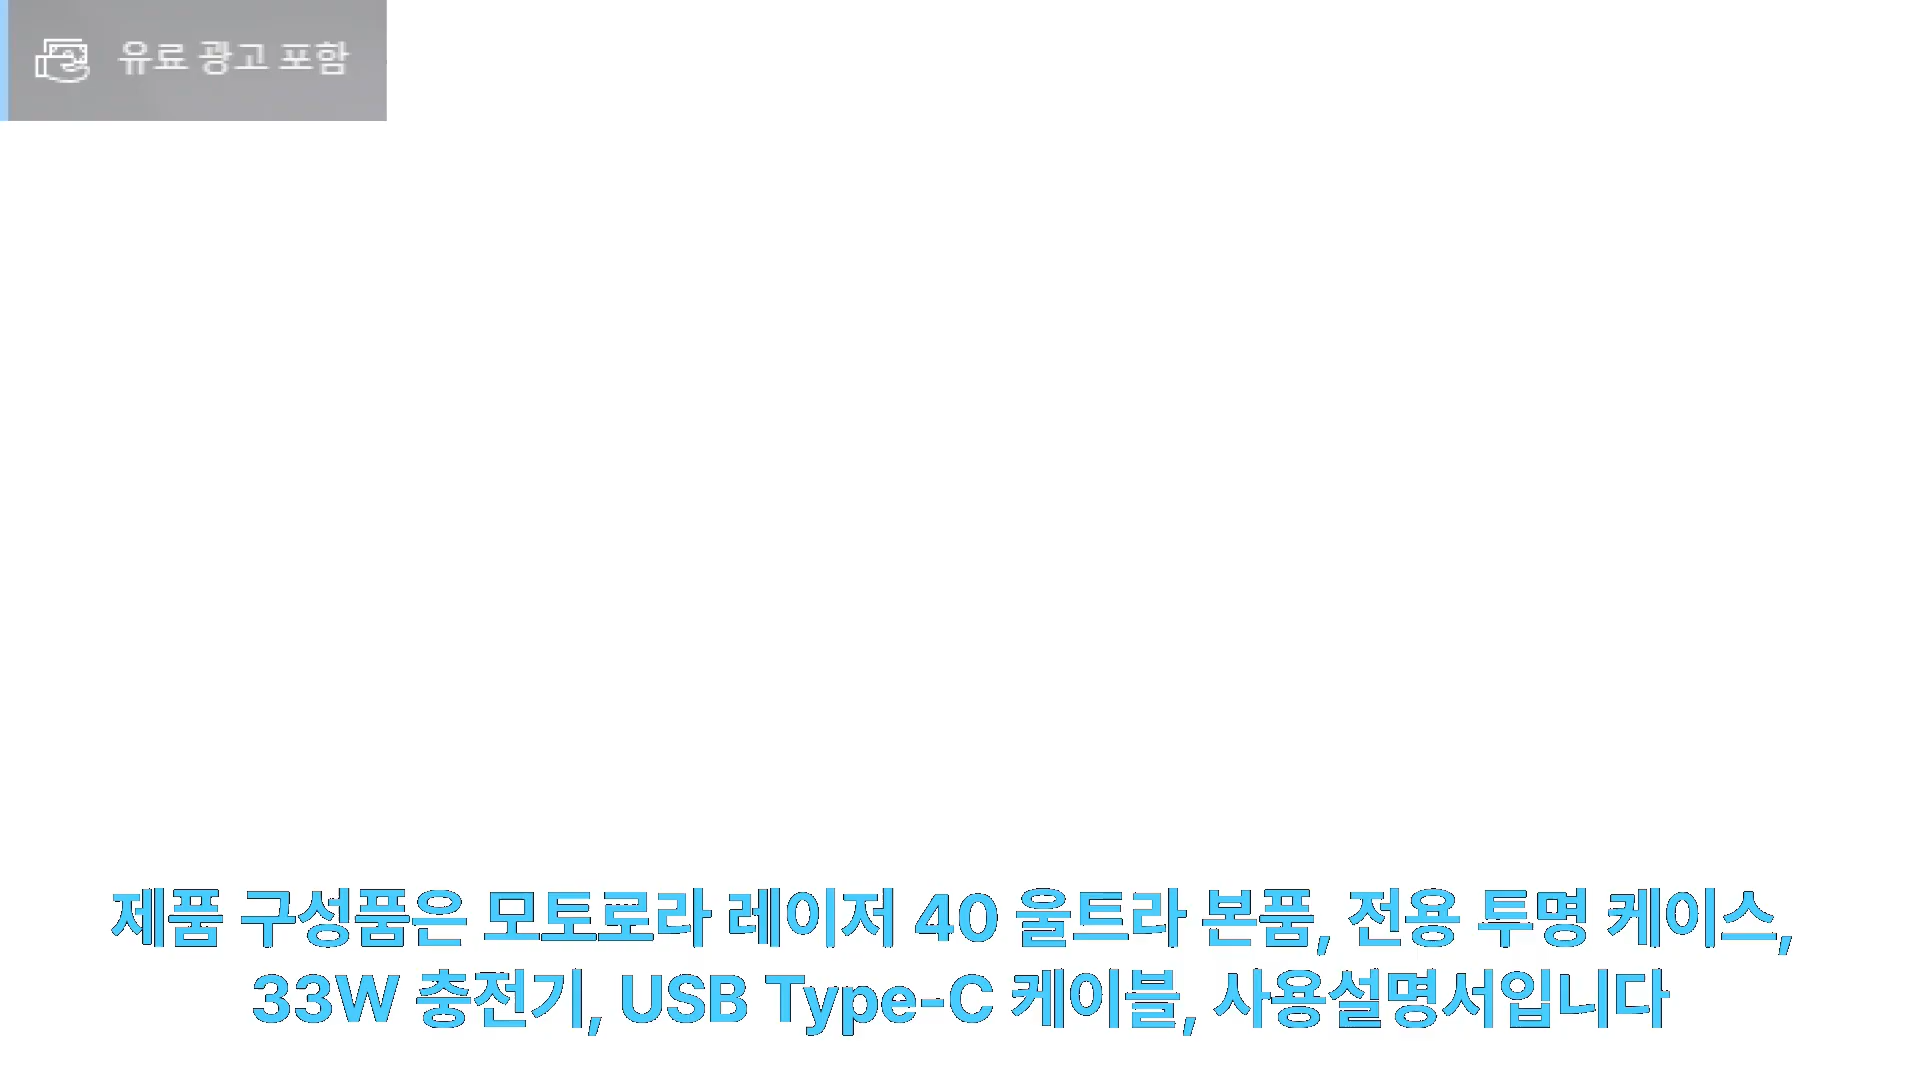 유료 광고 포함
제품 구성품은 모토로라 레이저 40 울트라 본품, 전용 투명 케이스,
33W 충전기, USB Type-C 케이블, 사용설명서입니다